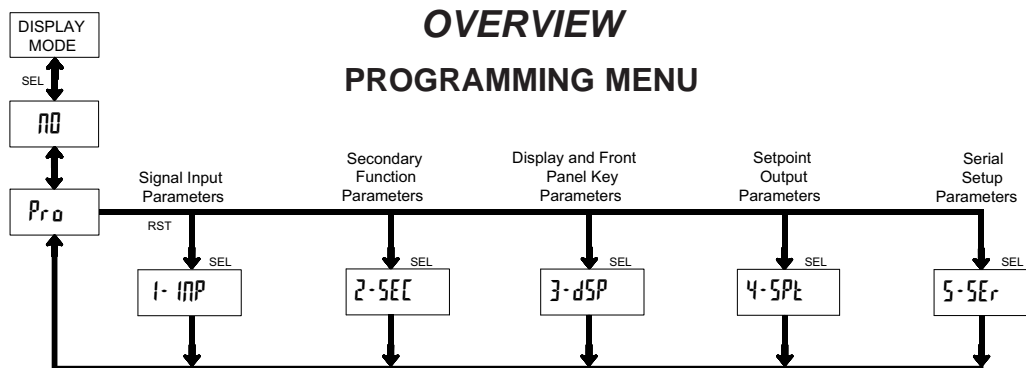 OVERVIEW
PROGRAMMING MENU
DISPLAY
MODE
SEL
NO
Pro
Signal Input
Parameters
RST
Secondary
Function
Parameters
Display and Front
Panel Key
Parameters
Setpoint
Output
Parameters
Serial
Setup
Parameters
SEL
SEL
SEL
SEL
SEL
1-INP
2-SEC
3-dSP
4-SPt
5-SEr